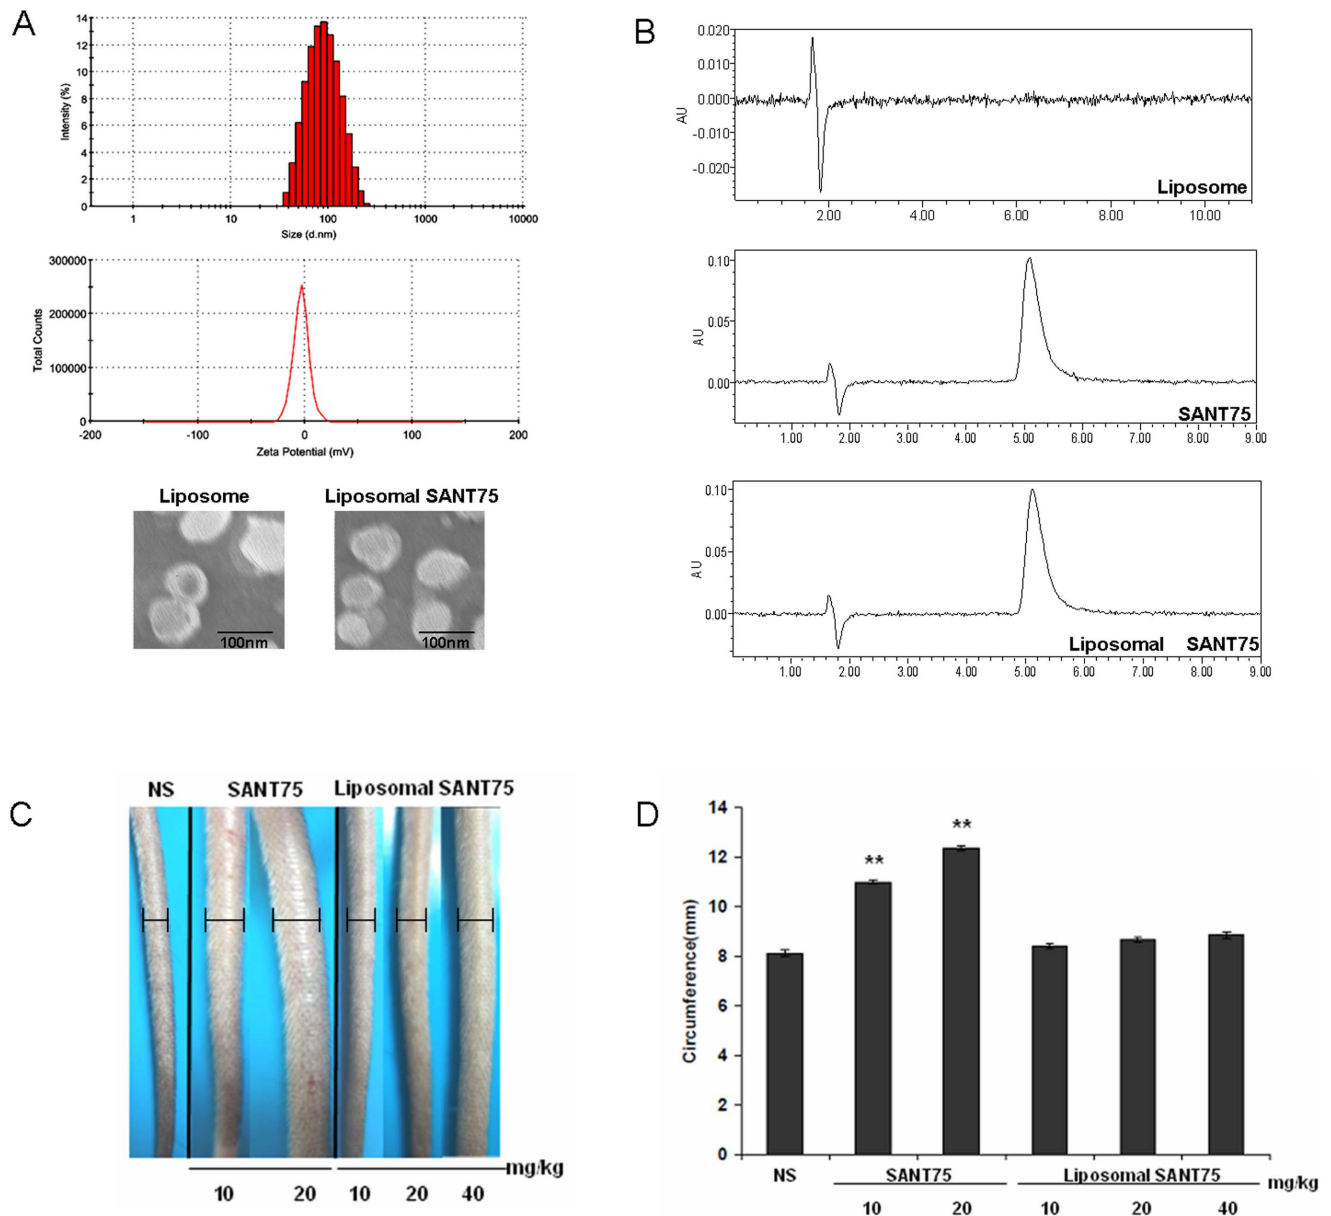 A
14
12
10
8
6
4
2
0
Intensity (%)
1 10 100 1000 10000
Size (d.nm)
300000
200000
100000
0
Total Counts
-200 -100 0 100 200
Zeta Potential (mV)
Liposome Liposomal SANT75
100nm 100nm
B
0.020
0.010
0.000
-0.010
-0.020
AU
Liposome
2.00 4.00 6.00 8.00 10.00
0.10
0.05
0.00
AU
SANT75
1.00 2.00 3.00 4.00 5.00 6.00 7.00 8.00 9.00
0.10
0.05
0.00
AU
Liposomal SANT75
1.00 2.00 3.00 4.00 5.00 6.00 7.00 8.00 9.00
C
NS SANT75 Liposomal SANT75
mg/kg
10 20 10 20 40
D
14
12
10
8
6
4
2
0
Circumference(mm)
** **
NS SANT75 Liposomal SANT75 mg/kg
10 20 10 20 40